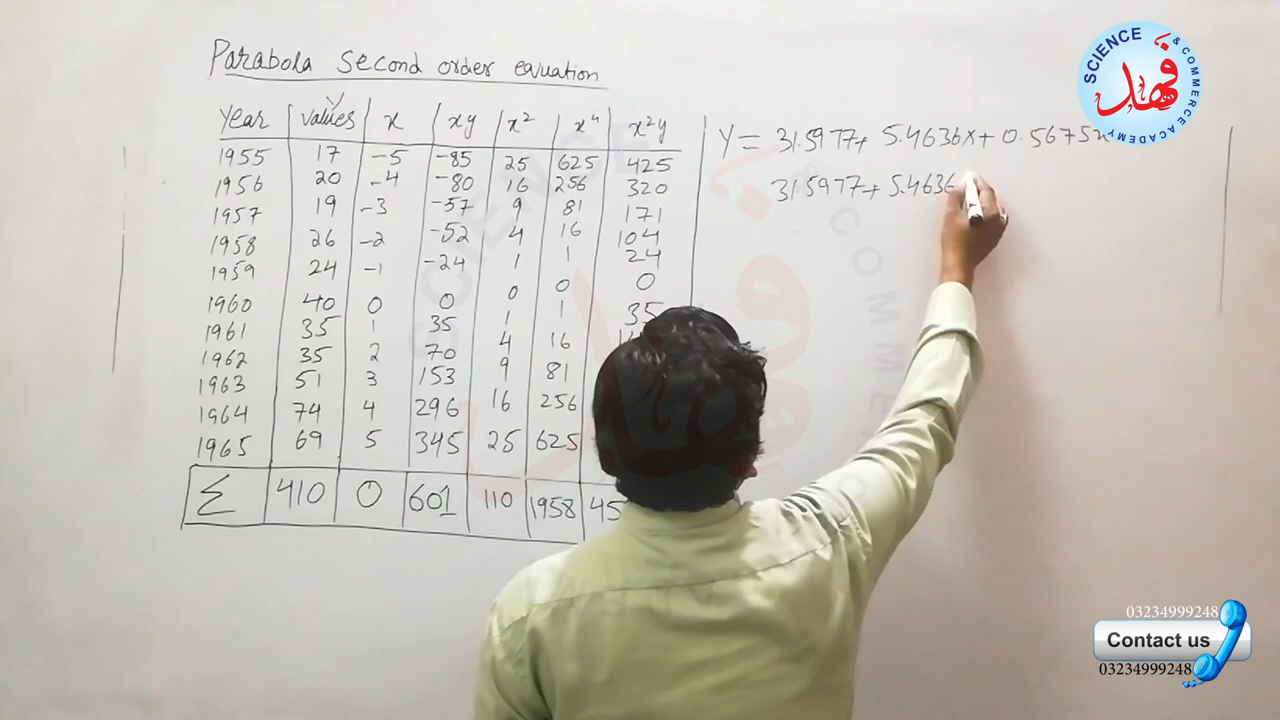 Parabola second order equation
Year values Y x xy x² x⁴ x²y
1955 17 -5 -85 25 625 425
1956 20 -4 -80 16 256 320
1957 19 -3 -57 9 81 171
1958 26 -2 -52 4 16 104
1959 24 -1 -24 1 1 24
1960 40 0 0 0 0 0
1961 35 1 35 1 1 35
1962 35 2 70 4 16
1963 51 3 153 9 81
1964 74 4 296 16 256
1965 69 5 345 25 625
Σ 410 0 601 110 1958 45
Y = 31.5977+ 5.4636x+ 0.5675x
31.5977+ 5.4636
SCIENCE & COMMERCE ACADEMY
فہد
03234999248
Contact us
03234999248